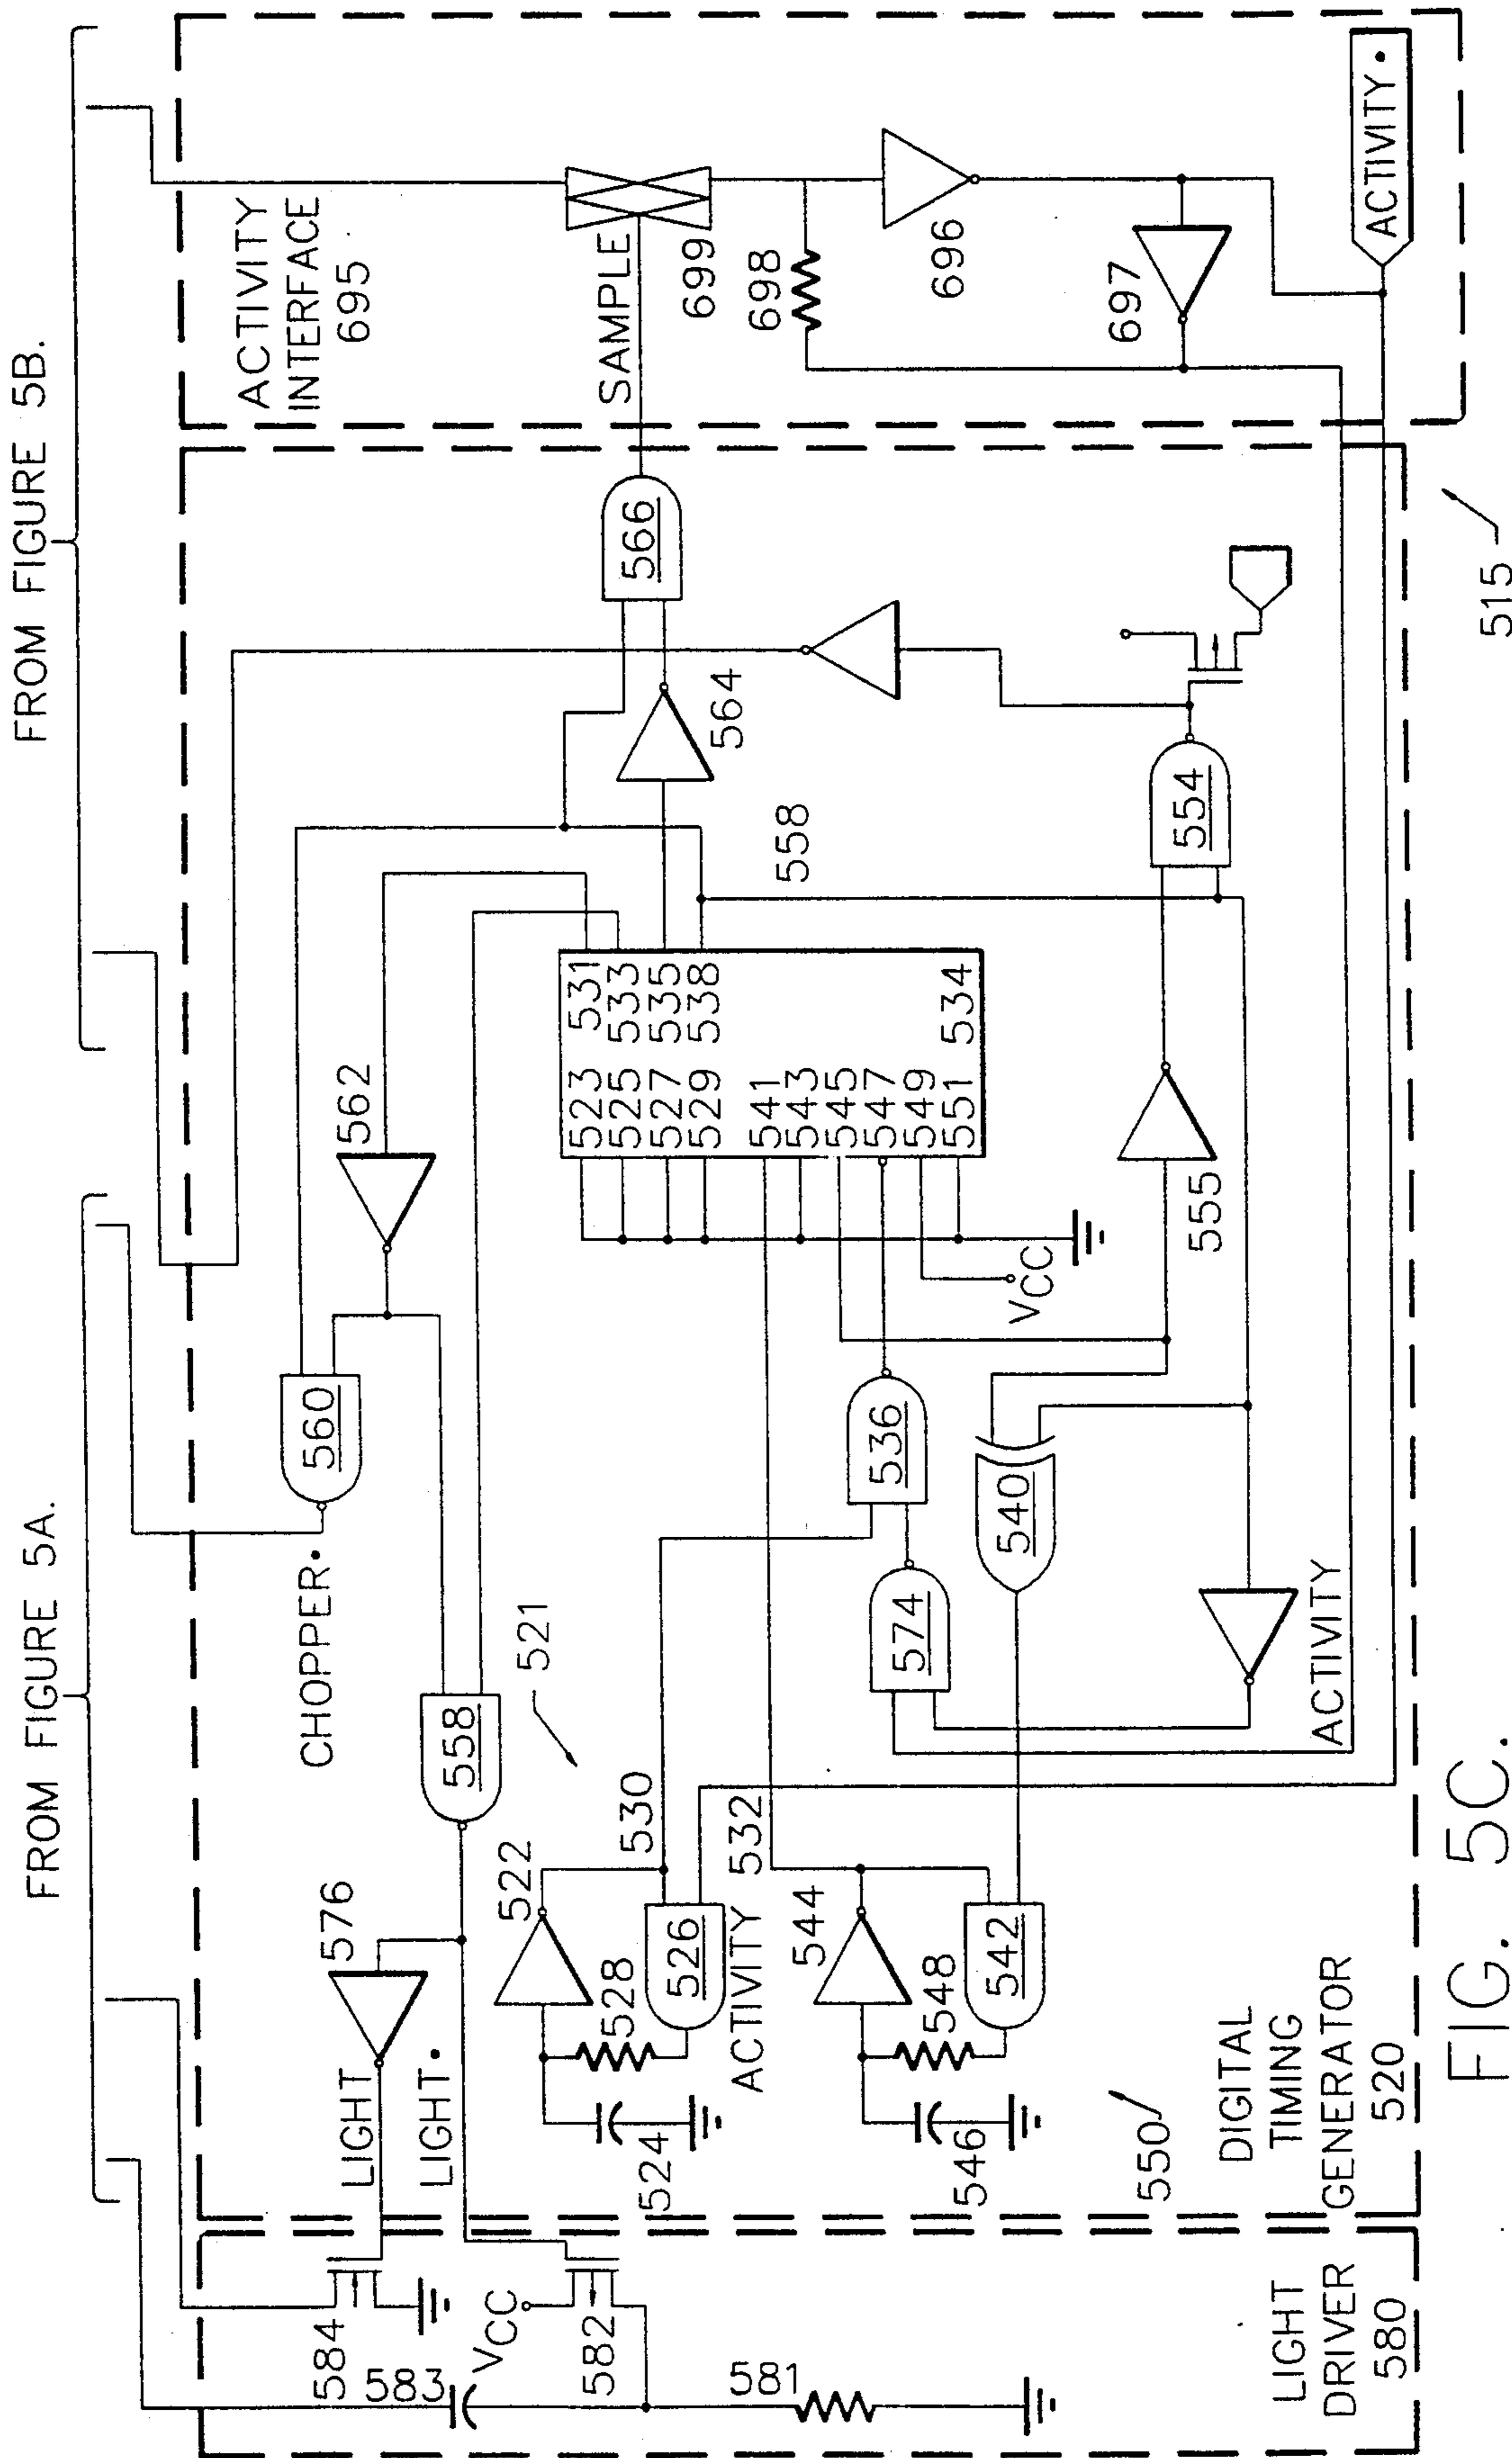 FROM FIGURE 5A.
FROM FIGURE 5B.
584
583
VCC
582
581
LIGHT
DRIVER
580
576
LIGHT
LIGHT•
CHOPPER•
560
562
558
521
522
530
528
526
524
ACTIVITY
532
544
548
542
546
550
DIGITAL
TIMING
GENERATOR
520
574
536
540
ACTIVITY
VCC
523
525
527
529
541
543
545
547
549
551
531
533
535
538
534
558
555
554
564
566
ACTIVITY
INTERFACE
695
SAMPLE
699
698
696
697
ACTIVITY•
515
FIG. 5C.